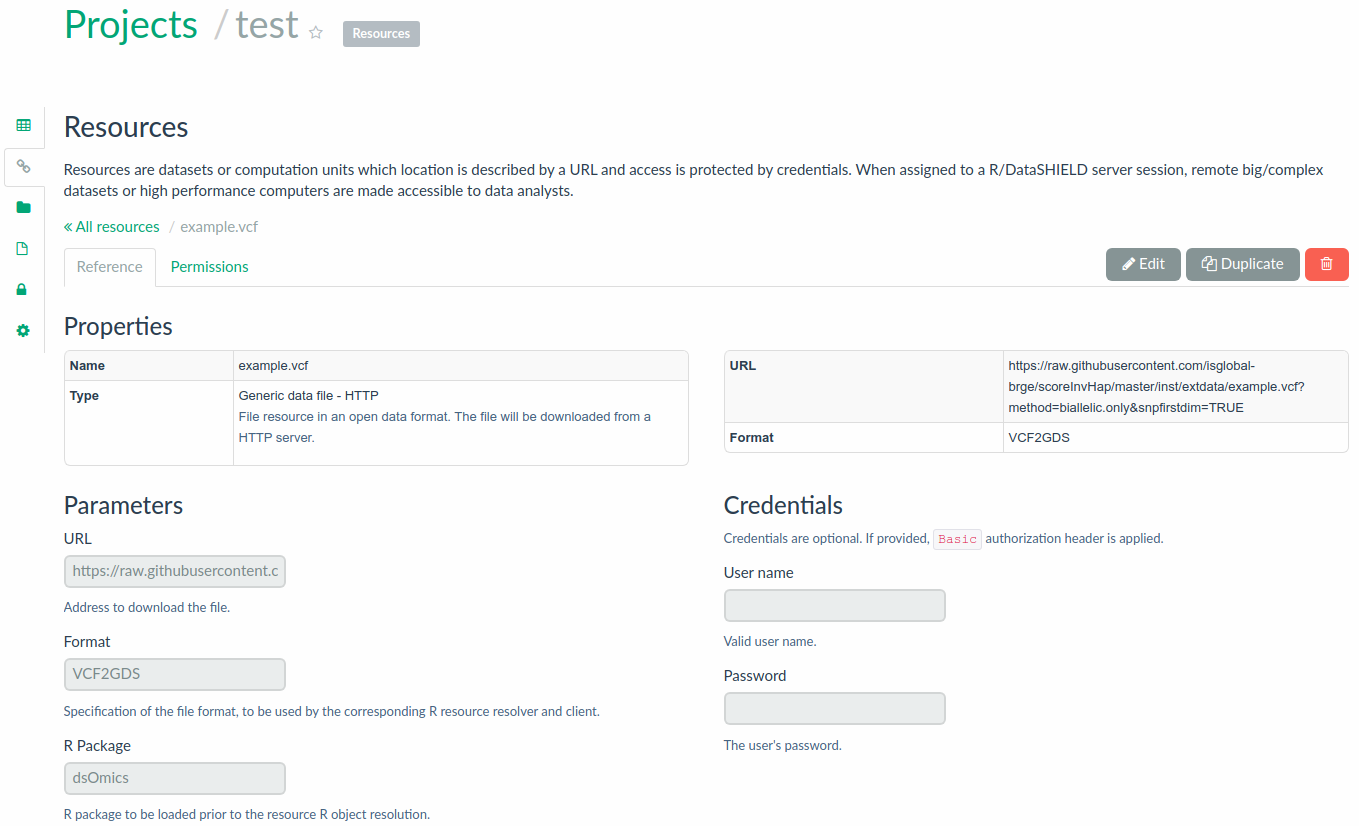 Projects / test Resources
Resources
Resources are datasets or computation units which location is described by a URL and access is protected by credentials. When assigned to a R/DataSHIELD server session, remote big/complex
datasets or high performance computers are made accessible to data analysts.
« All resources / example.vcf
Reference Permissions Edit Duplicate
Properties
Name example.vcf
Type Generic data file - HTTP
File resource in an open data format. The file will be downloaded from a
HTTP server.
URL https://raw.githubusercontent.com/isglobal-
brge/scoreInvHap/master/inst/extdata/example.vcf?
method=biallelic.only&snpfirstdim=TRUE
Format VCF2GDS
Parameters
URL
https://raw.githubusercontent.c
Address to download the file.
Format
VCF2GDS
Specification of the file format, to be used by the corresponding R resource resolver and client.
R Package
dsOmics
R package to be loaded prior to the resource R object resolution.
Credentials
Credentials are optional. If provided, Basic authorization header is applied.
User name
Valid user name.
Password
The user's password.